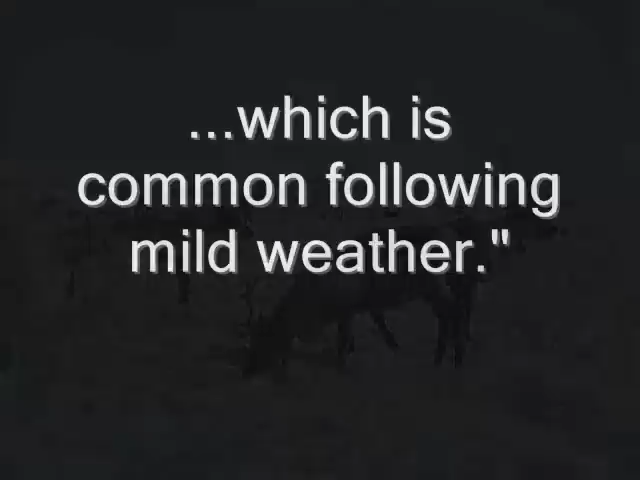 ...which is
common following
mild weather."